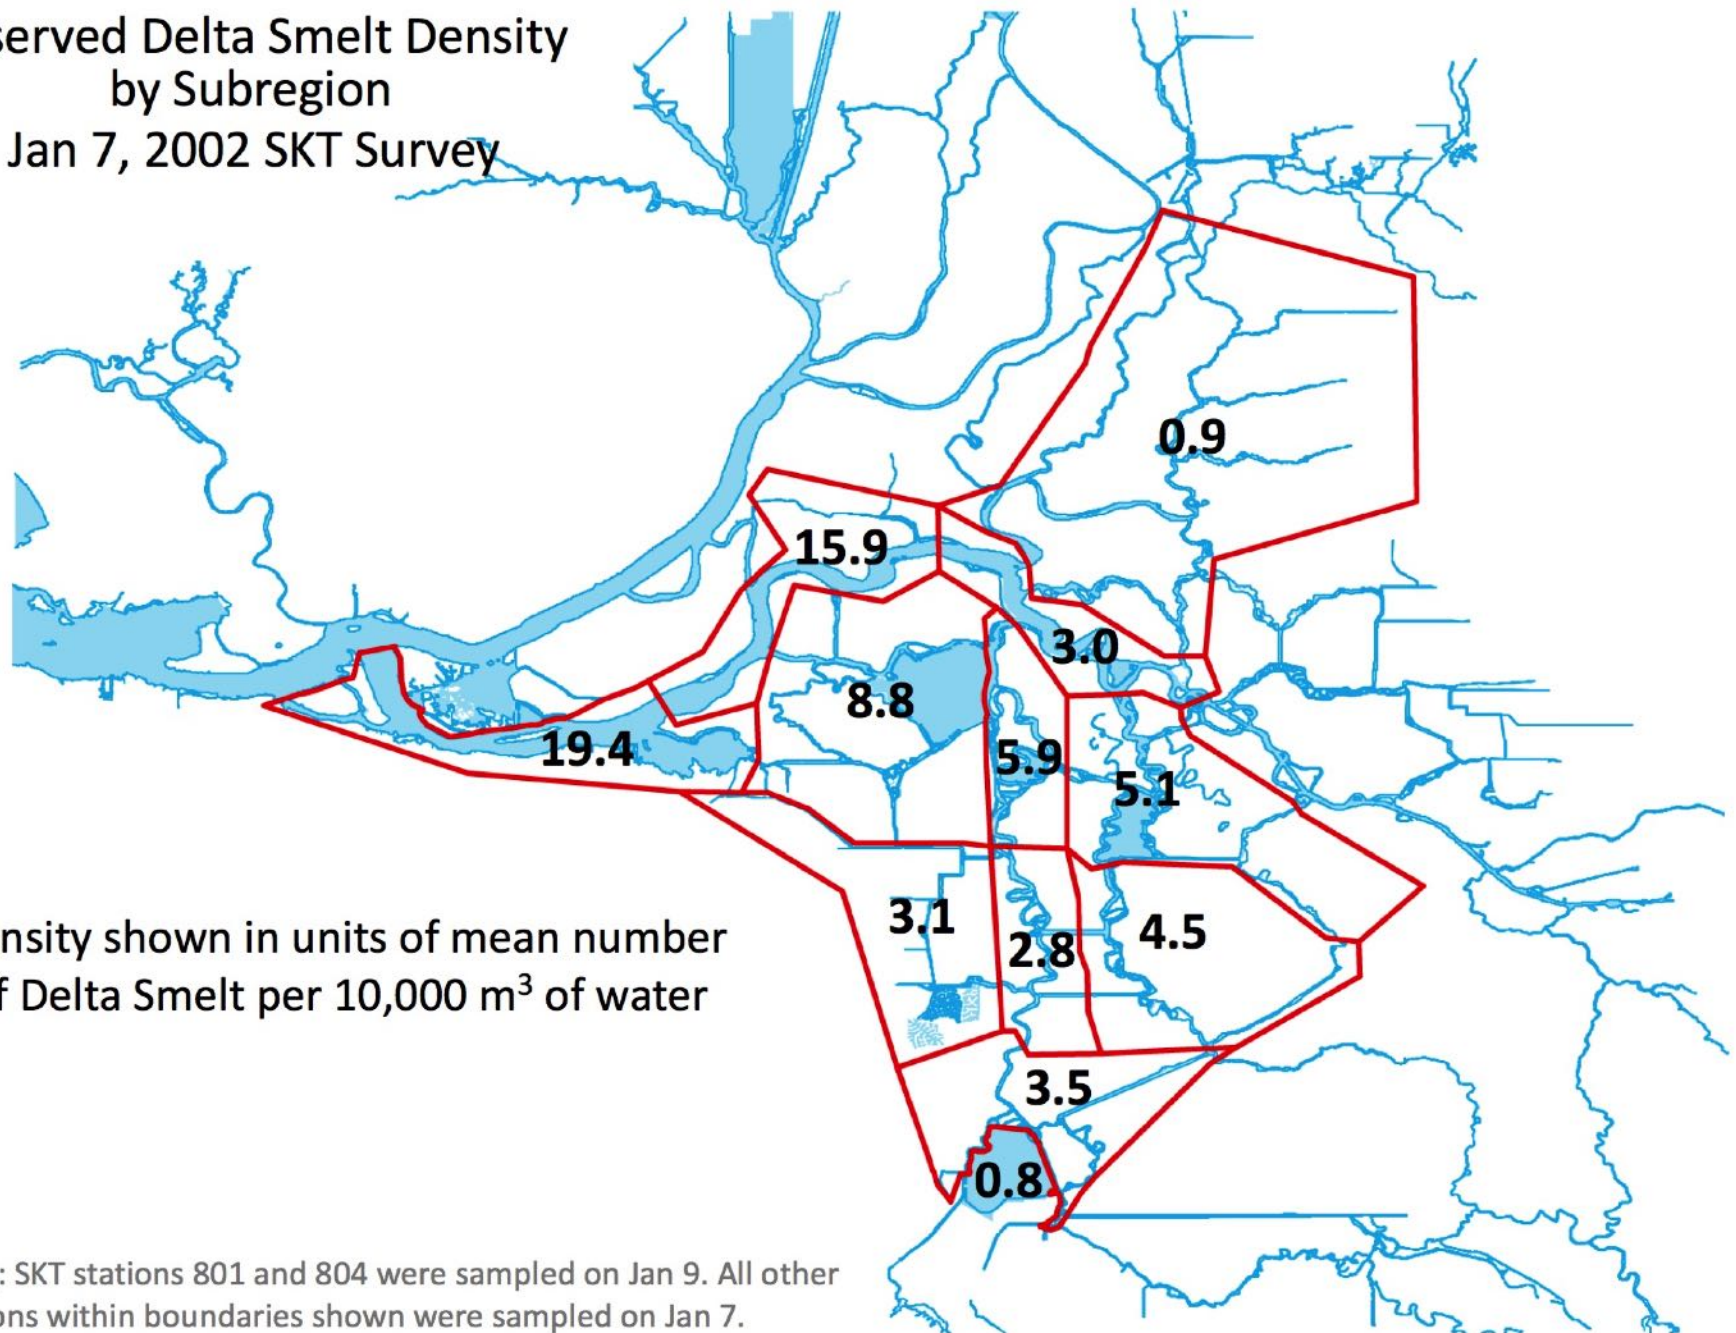 served Delta Smelt Density
by Subregion
Jan 7, 2002 SKT Survey
0.9
15.9
3.0
8.8
19.4
5.9
5.1
3.1
2.8
4.5
nsity shown in units of mean number
f Delta Smelt per 10,000 m³ of water
3.5
0.8
: SKT stations 801 and 804 were sampled on Jan 9. All other
ons within boundaries shown were sampled on Jan 7.